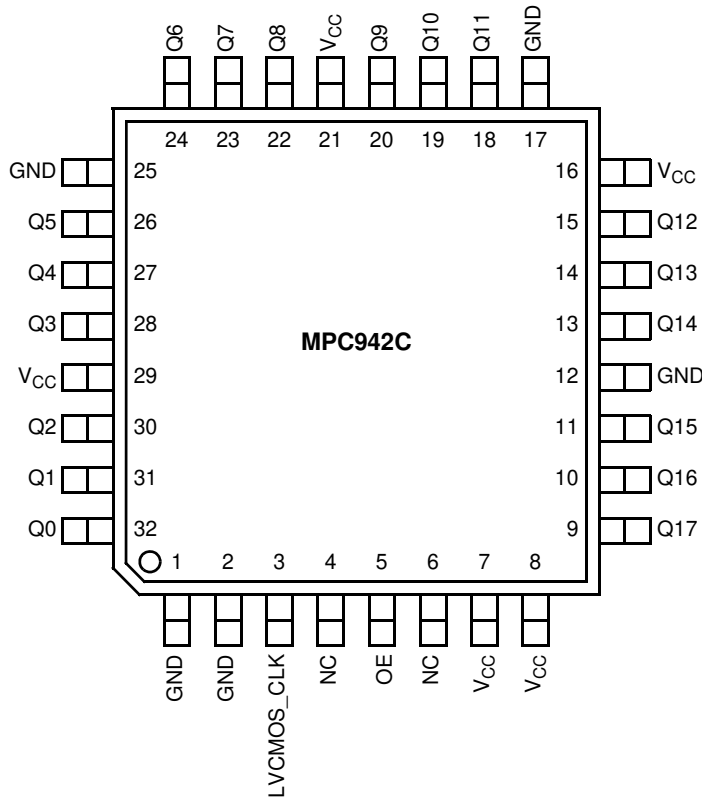 Q6 Q7 Q8 VCC Q9 Q10 Q11 GND
24 23 22 21 20 19 18 17
GND 25 16 VCC
Q5 26 15 Q12
Q4 27 14 Q13
Q3 28 13 Q14
MPC942C
VCC 29 12 GND
Q2 30 11 Q15
Q1 31 10 Q16
Q0 32 9 Q17
1 2 3 4 5 6 7 8
GND GND LVCMOS_CLK NC OE NC VCC VCC